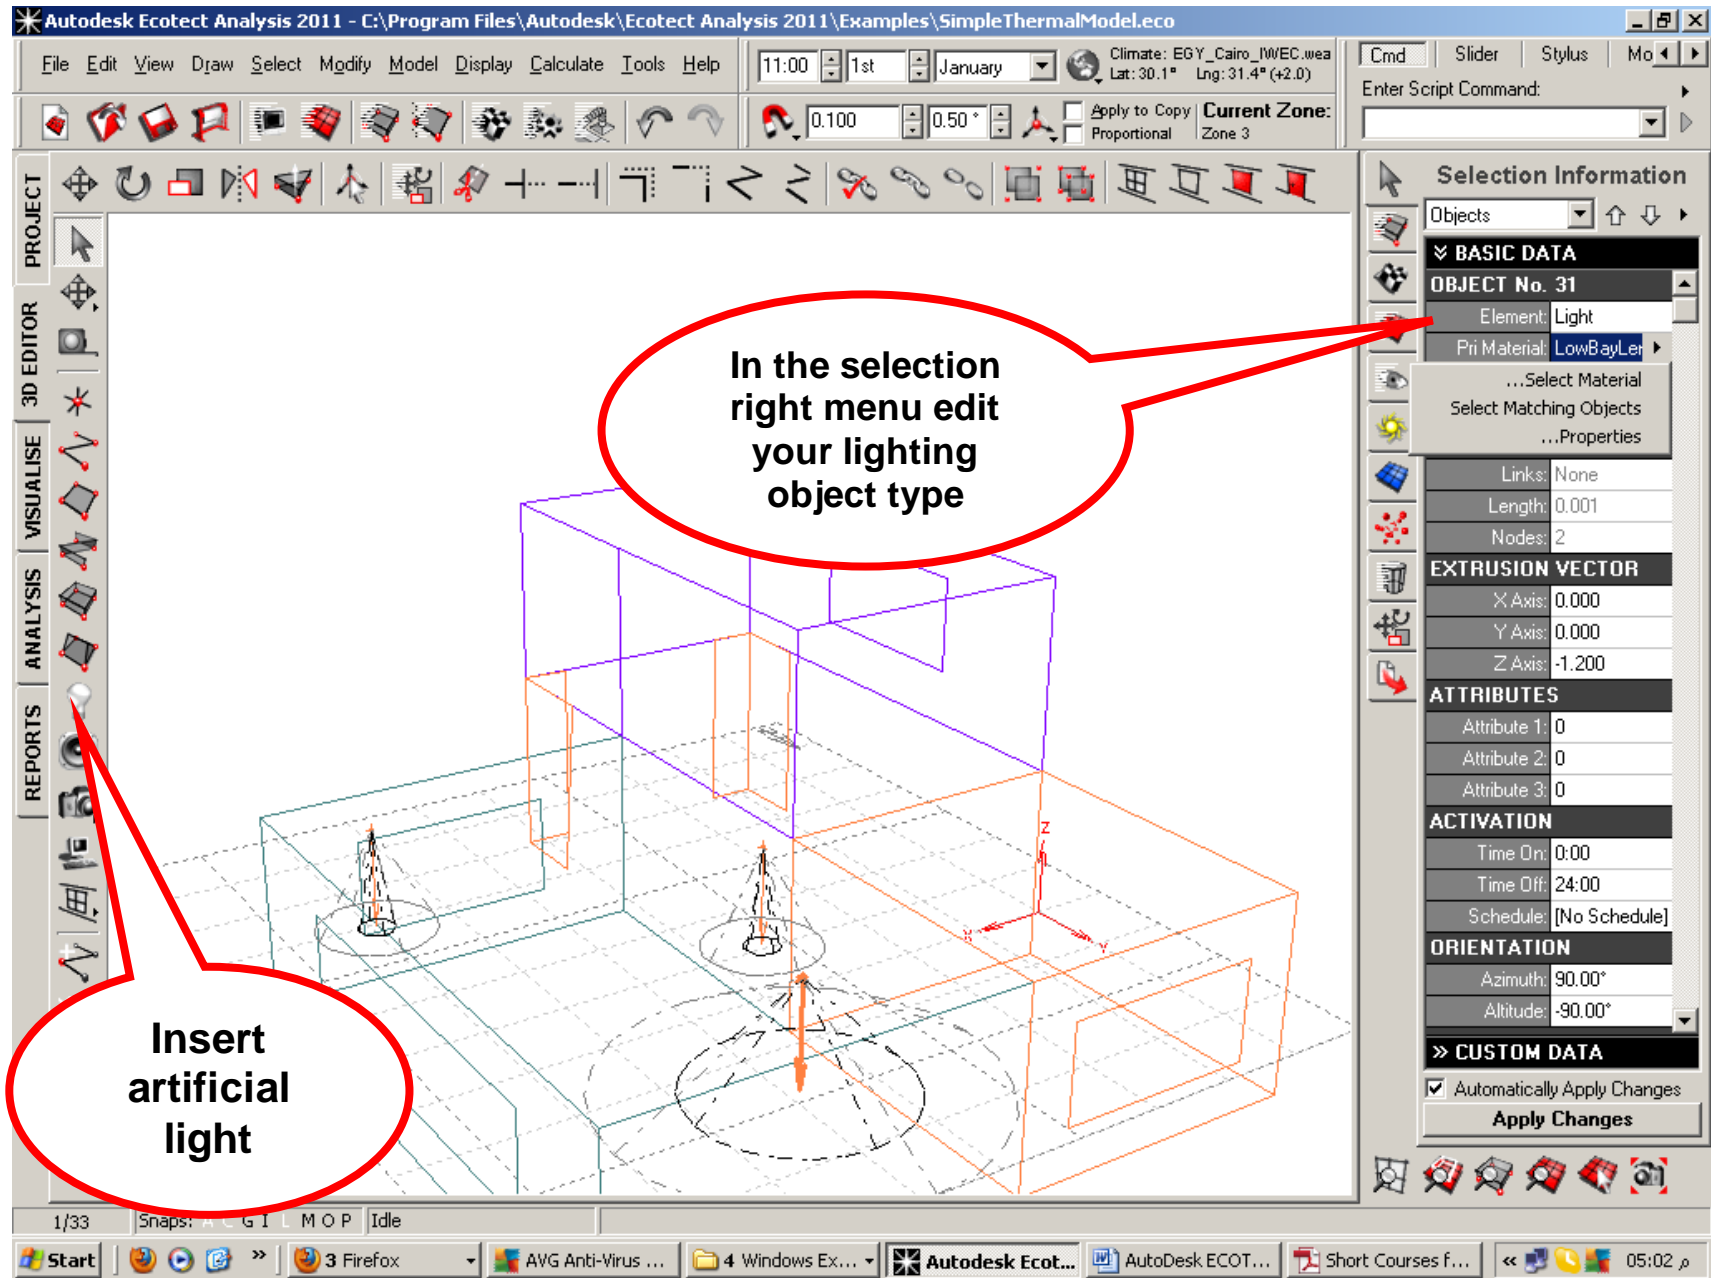 Autodesk Ecotect Analysis 2011 - C:\Program Files\Autodesk\Ecotect Analysis 2011\Examples\SimpleThermalModel.eco
File Edit View Draw Select Modify Model Display Calculate Tools Help
11:00 1st January
Climate: EGY_Cairo_IWEC.wea
Lat: 30.1° Lng: 31.4° (+2.0)
Cmd Slider Stylus Mo
Enter Script Command:
0.100 0.50 °
Apply to Copy
Proportional
Current Zone:
Zone 3
PROJECT
3D EDITOR
VISUALISE
ANALYSIS
REPORTS
In the selection
right menu edit
your lighting
object type
Insert
artificial
light
Z
X
Y
Selection Information
Objects
BASIC DATA
OBJECT No. 31
Element: Light
Pri Material: LowBayLer
...Select Material
Select Matching Objects
...Properties
Links: None
Length: 0.001
Nodes: 2
EXTRUSION VECTOR
X Axis: 0.000
Y Axis: 0.000
Z Axis: -1.200
ATTRIBUTES
Attribute 1: 0
Attribute 2: 0
Attribute 3: 0
ACTIVATION
Time On: 0:00
Time Off: 24:00
Schedule: [No Schedule]
ORIENTATION
Azimuth: 90.00°
Altitude: -90.00°
» CUSTOM DATA
Automatically Apply Changes
Apply Changes
1/33 Snaps: A C G I L M O P Idle
Start » 3 Firefox AVG Anti-Virus ... 4 Windows Ex... Autodesk Ecot... AutoDesk ECOT... Short Courses f... « 05:02 م